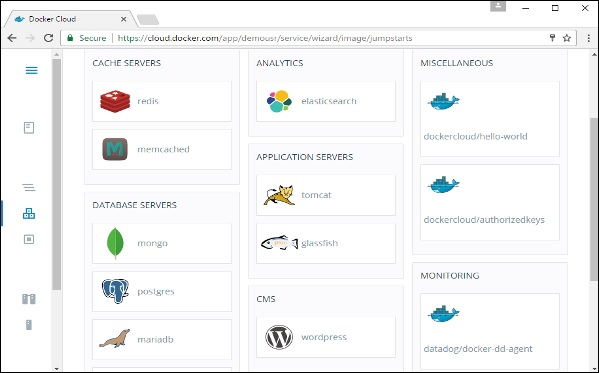 Docker Cloud
Secure
https://cloud.docker.com/app/demousr/service/wizard/image/jumpstarts
CACHE SERVERS
redis
memcached
DATABASE SERVERS
mongo
postgres
mariadb
ANALYTICS
elasticsearch
APPLICATION SERVERS
tomcat
glassfish
CMS
wordpress
MISCELLANEOUS
dockercloud/hello-world
dockercloud/authorizedkeys
MONITORING
datadog/docker-dd-agent